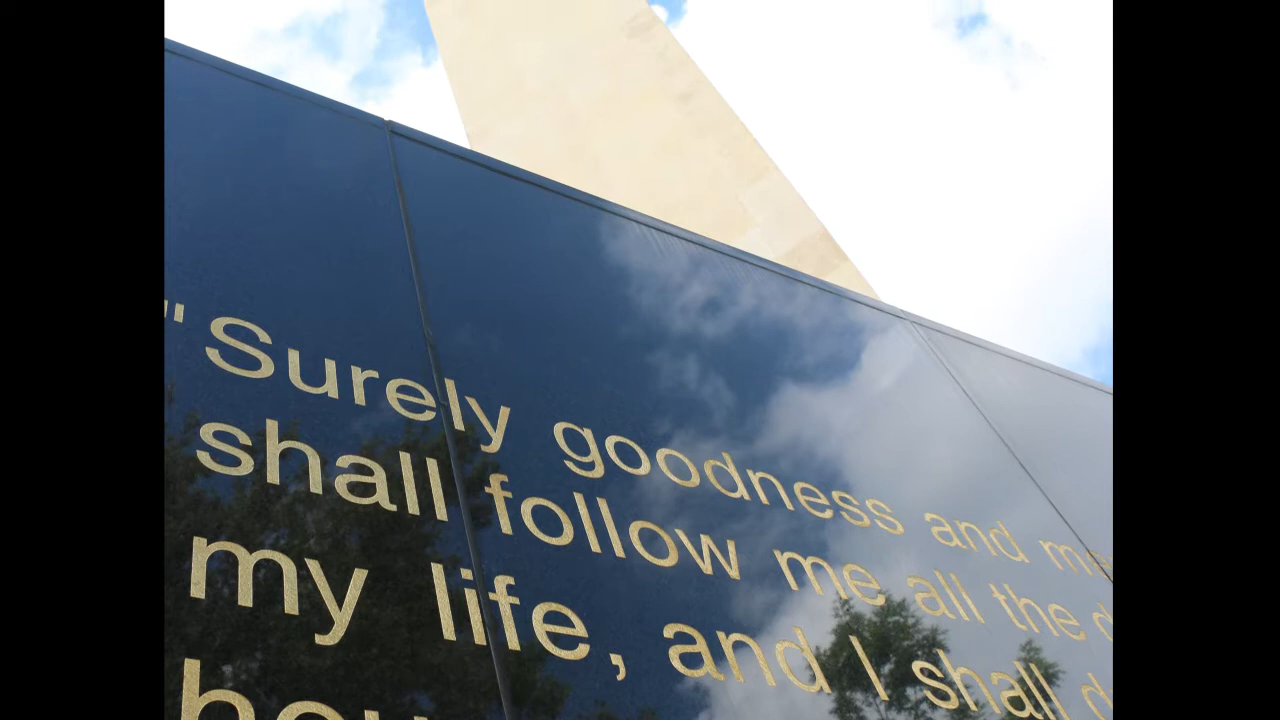 "Surely goodness and
shall follow me all the
my life, and I shall